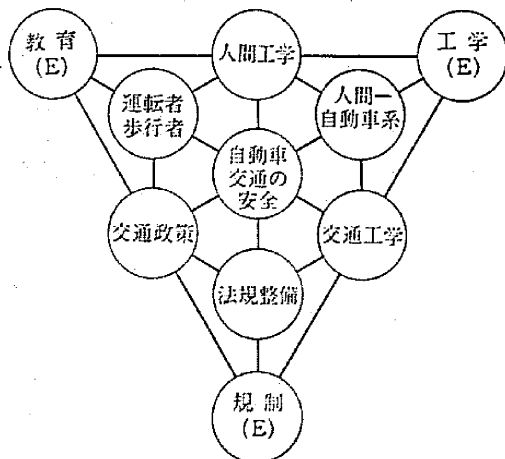 教育
(E)
人間工学
工学
(E)
運転者
歩行者
人間ー
自動車系
自動車
交通の
安全
交通政策
交通工学
法規整備
規制
(E)